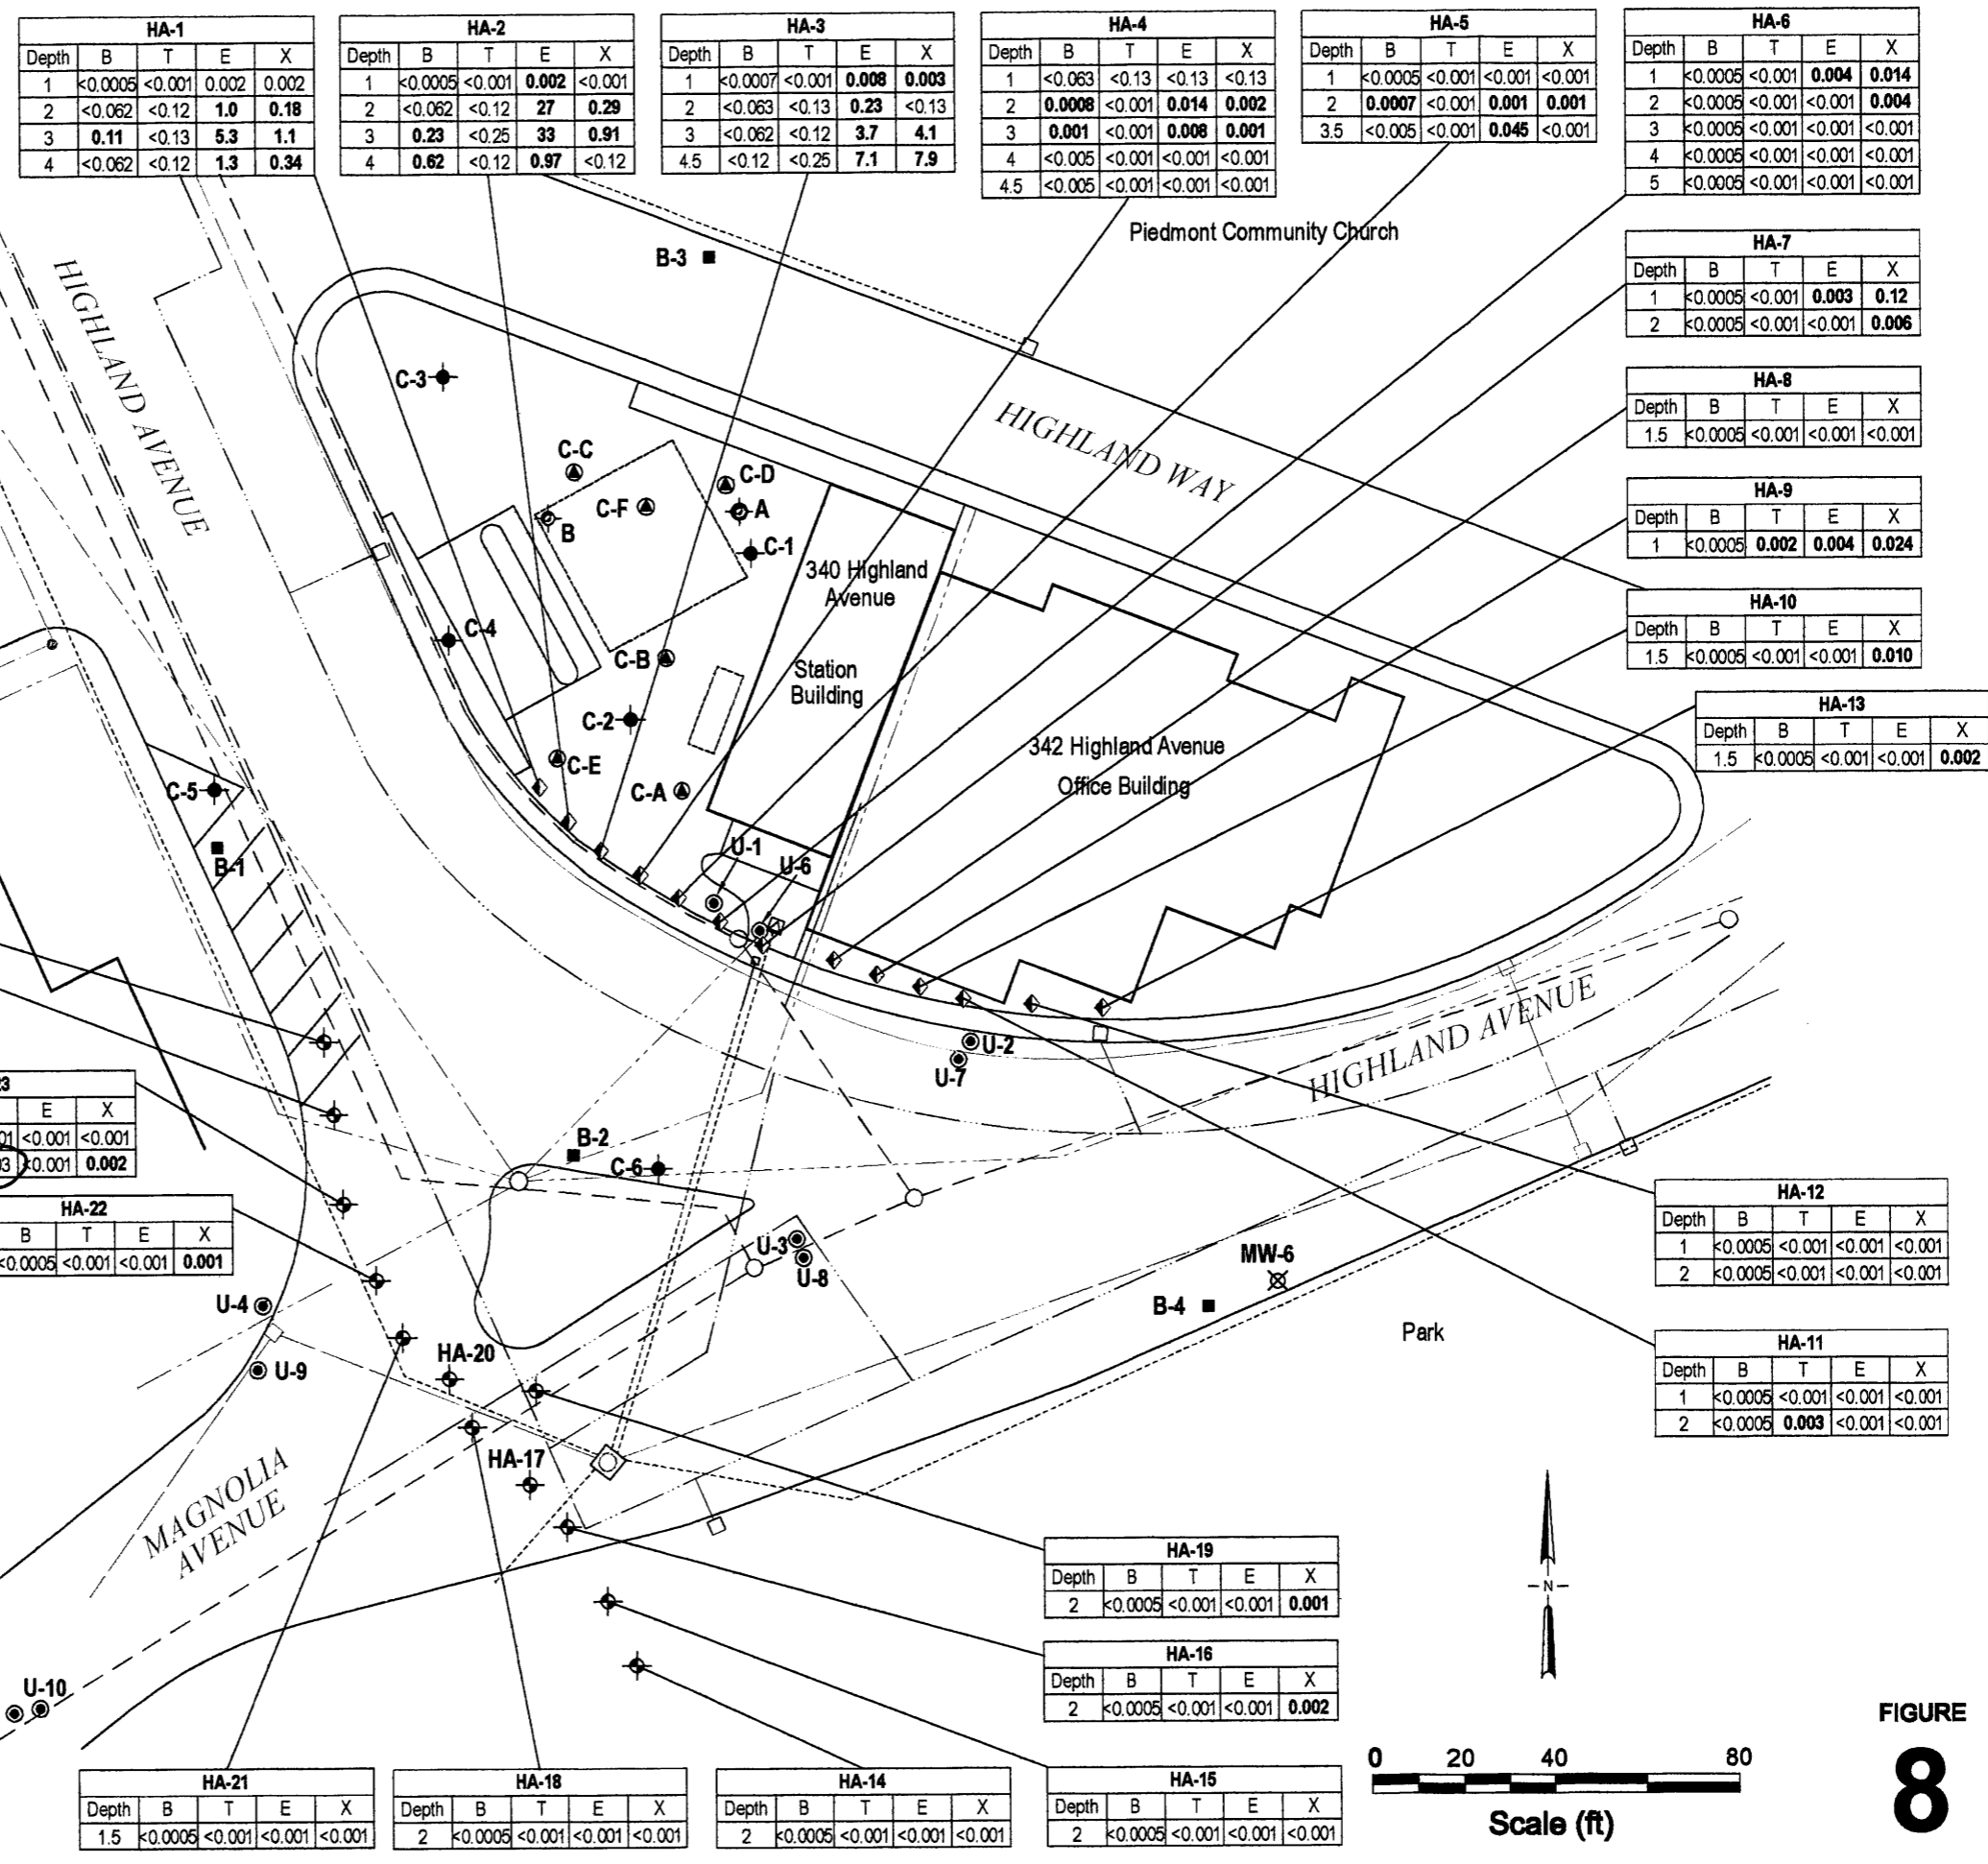 HA-1
Depth B T E X
1 <0.0005 <0.001 0.002 0.002
2 <0.062 <0.12 1.0 0.18
3 0.11 <0.13 5.3 1.1
4 <0.062 <0.12 1.3 0.34
HA-2
Depth B T E X
1 <0.0005 <0.001 0.002 <0.001
2 <0.062 <0.12 27 0.29
3 0.23 <0.25 33 0.91
4 0.62 <0.12 0.97 <0.12
HA-3
Depth B T E X
1 <0.0007 <0.001 0.008 0.003
2 <0.063 <0.13 0.23 <0.13
3 <0.062 <0.12 3.7 4.1
4.5 <0.12 <0.25 7.1 7.9
HA-4
Depth B T E X
1 <0.063 <0.13 <0.13 <0.13
2 0.0008 <0.001 0.014 0.002
3 0.001 <0.001 0.008 0.001
4 <0.005 <0.001 <0.001 <0.001
4.5 <0.005 <0.001 <0.001 <0.001
HA-5
Depth B T E X
1 <0.0005 <0.001 <0.001 <0.001
2 0.0007 <0.001 0.001 0.001
3.5 <0.005 <0.001 0.045 <0.001
HA-6
Depth B T E X
1 <0.0005 <0.001 0.004 0.014
2 <0.0005 <0.001 <0.001 0.004
3 <0.0005 <0.001 <0.001 <0.001
4 <0.0005 <0.001 <0.001 <0.001
5 <0.0005 <0.001 <0.001 <0.001
HA-7
Depth B T E X
1 <0.0005 <0.001 0.003 0.12
2 <0.0005 <0.001 <0.001 0.006
HA-8
Depth B T E X
1.5 <0.0005 <0.001 <0.001 <0.001
HA-9
Depth B T E X
1 <0.0005 0.002 0.004 0.024
HA-10
Depth B T E X
1.5 <0.0005 <0.001 <0.001 0.010
HA-13
Depth B T E X
1.5 <0.0005 <0.001 <0.001 0.002
Piedmont Community Church
B-3
HIGHLAND AVENUE
HIGHLAND WAY
C-3
C-C
C-D
C-F
A
B
C-1
340 Highland
Avenue
C-4
C-B
Station
Building
C-2
342 Highland Avenue
Office Building
C-E
C-A
C-5
B-1
U-1
U-6
U-2
U-7
HIGHLAND AVENUE
23
E X
01 <0.001 <0.001
03 <0.001 0.002
HA-22
B T E X
<0.0005 <0.001 <0.001 0.001
B-2
C-6
U-3
U-8
MW-6
B-4
Park
U-4
U-9
HA-20
HA-17
MAGNOLIA
AVENUE
U-10
HA-12
Depth B T E X
1 <0.0005 <0.001 <0.001 <0.001
2 <0.0005 <0.001 <0.001 <0.001
HA-11
Depth B T E X
1 <0.0005 <0.001 <0.001 <0.001
2 <0.0005 0.003 <0.001 <0.001
HA-19
Depth B T E X
2 <0.0005 <0.001 <0.001 0.001
HA-16
Depth B T E X
2 <0.0005 <0.001 <0.001 0.002
N
HA-21
Depth B T E X
1.5 <0.0005 <0.001 <0.001 <0.001
HA-18
Depth B T E X
2 <0.0005 <0.001 <0.001 <0.001
HA-14
Depth B T E X
2 <0.0005 <0.001 <0.001 <0.001
HA-15
Depth B T E X
2 <0.0005 <0.001 <0.001 <0.001
0 20 40 80
Scale (ft)
FIGURE
8